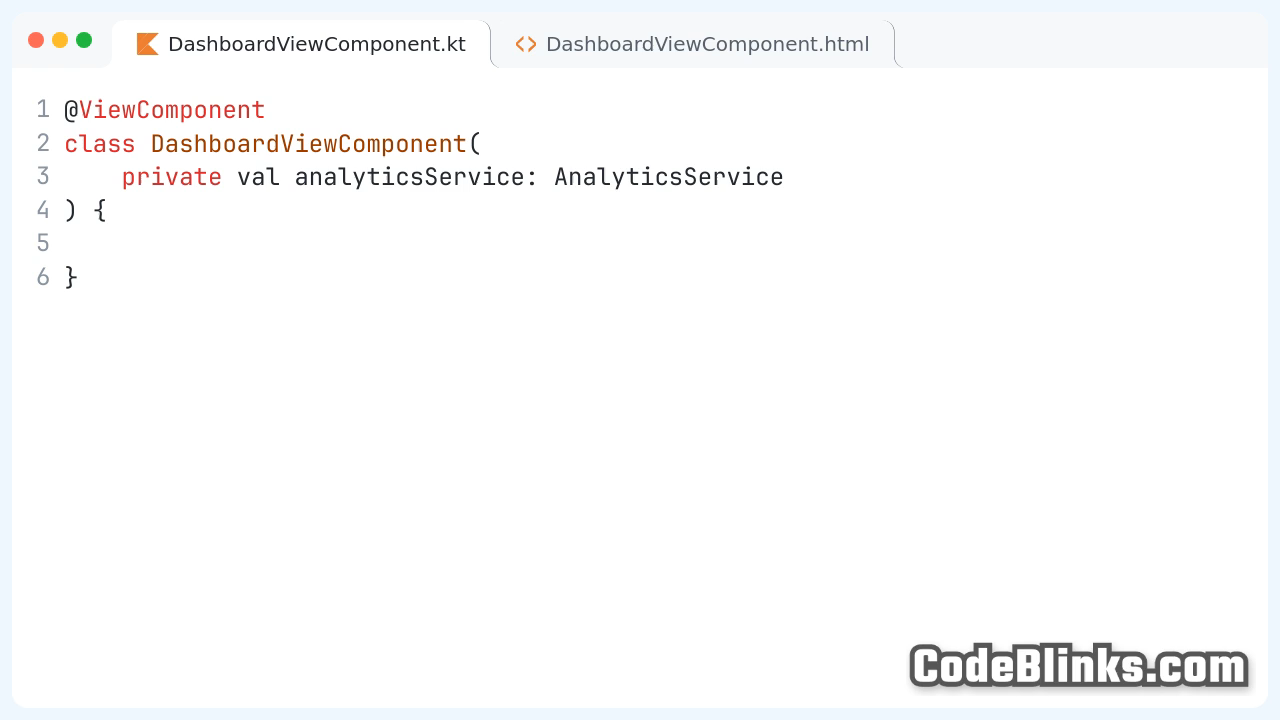 DashboardViewComponent.kt
DashboardViewComponent.html
1 @ViewComponent
2 class DashboardViewComponent(
3     private val analyticsService: AnalyticsService
4 ) {
5
6 }
CodeBlinks.com